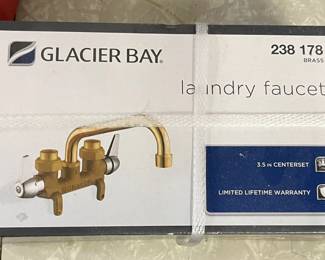 GLACIER BAY
238 178
BRASS
laundry faucet
3.5 IN CENTERSET
LIMITED LIFETIME WARRANTY